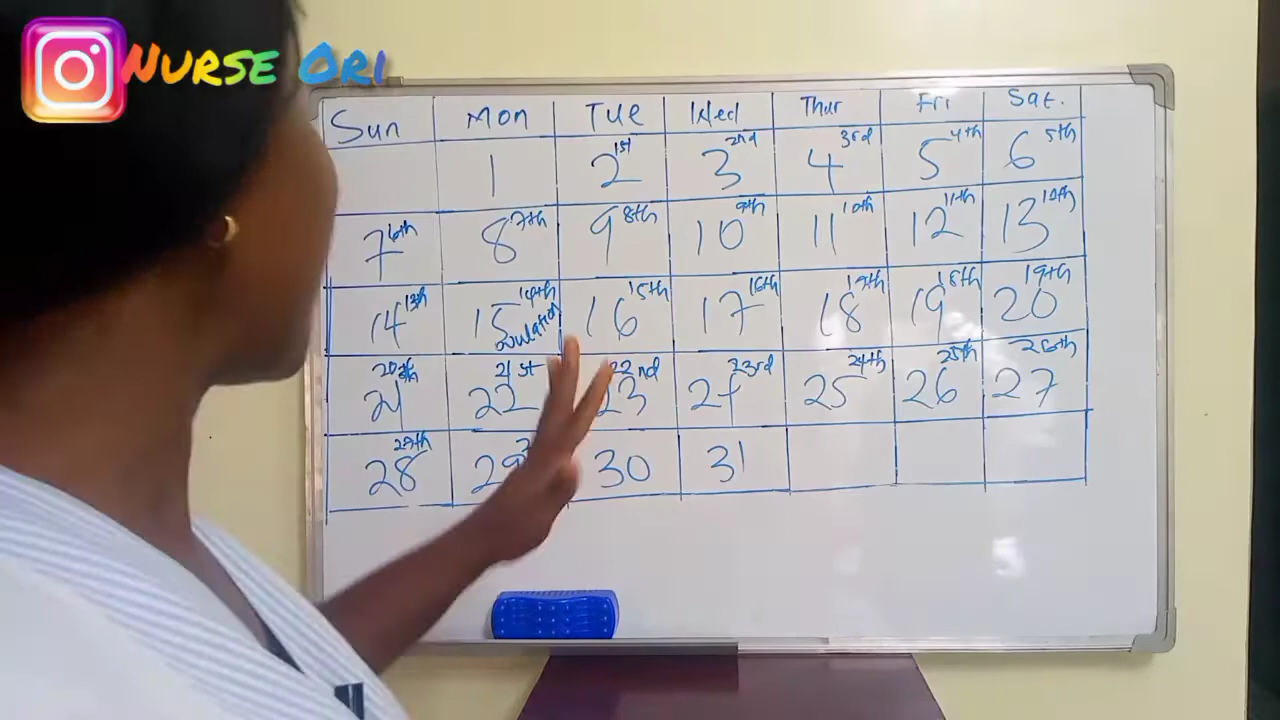 NURSE ORI
Sun Mon Tue Wed Thur Fri Sat.
1 2 1st 3 2nd 4 3rd 5 4th 6 5th
7 6th 8 7th 9 8th 10 9th 11 10th 12 11th 13
14 13th 15 14th 16 15th 17 16th 18 19 18th 20 19th
ovulation
21 22 21st 23 22nd 24 23rd 25 24th 26 25th 27 26th
28 27th 29 30 31